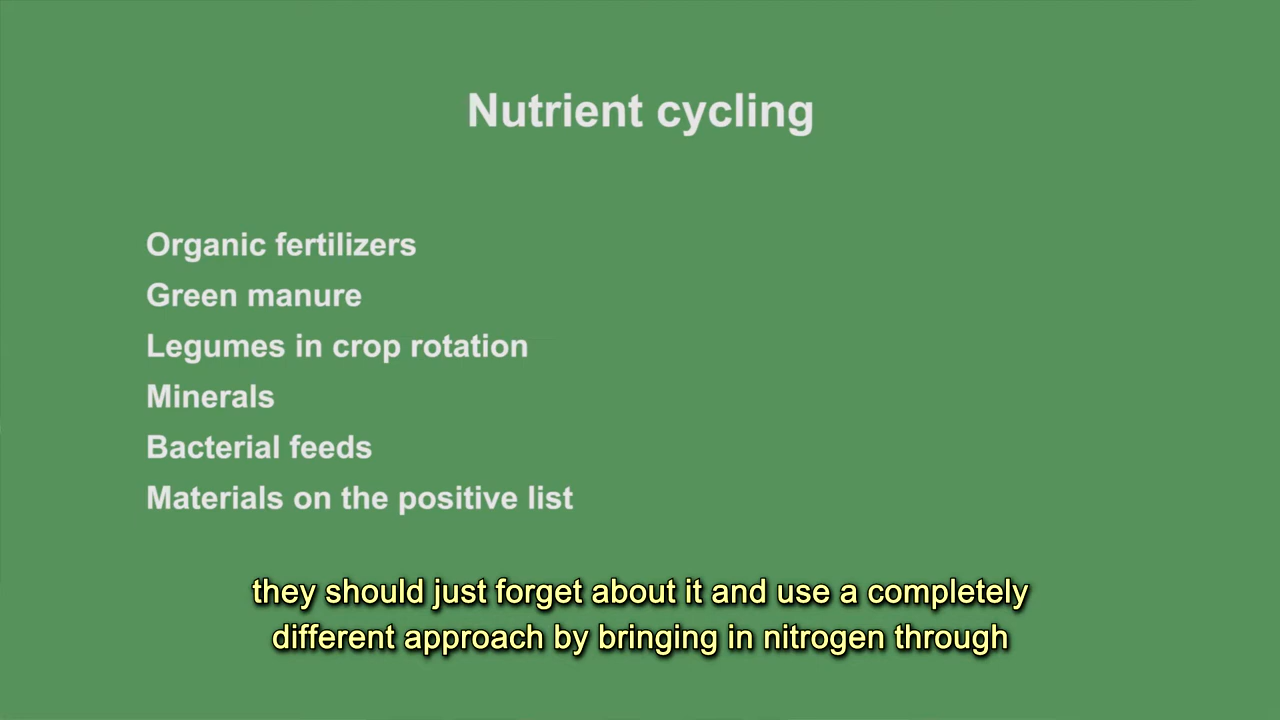 Nutrient cycling
Organic fertilizers
Green manure
Legumes in crop rotation
Minerals
Bacterial feeds
Materials on the positive list
they should just forget about it and use a completely
different approach by bringing in nitrogen through